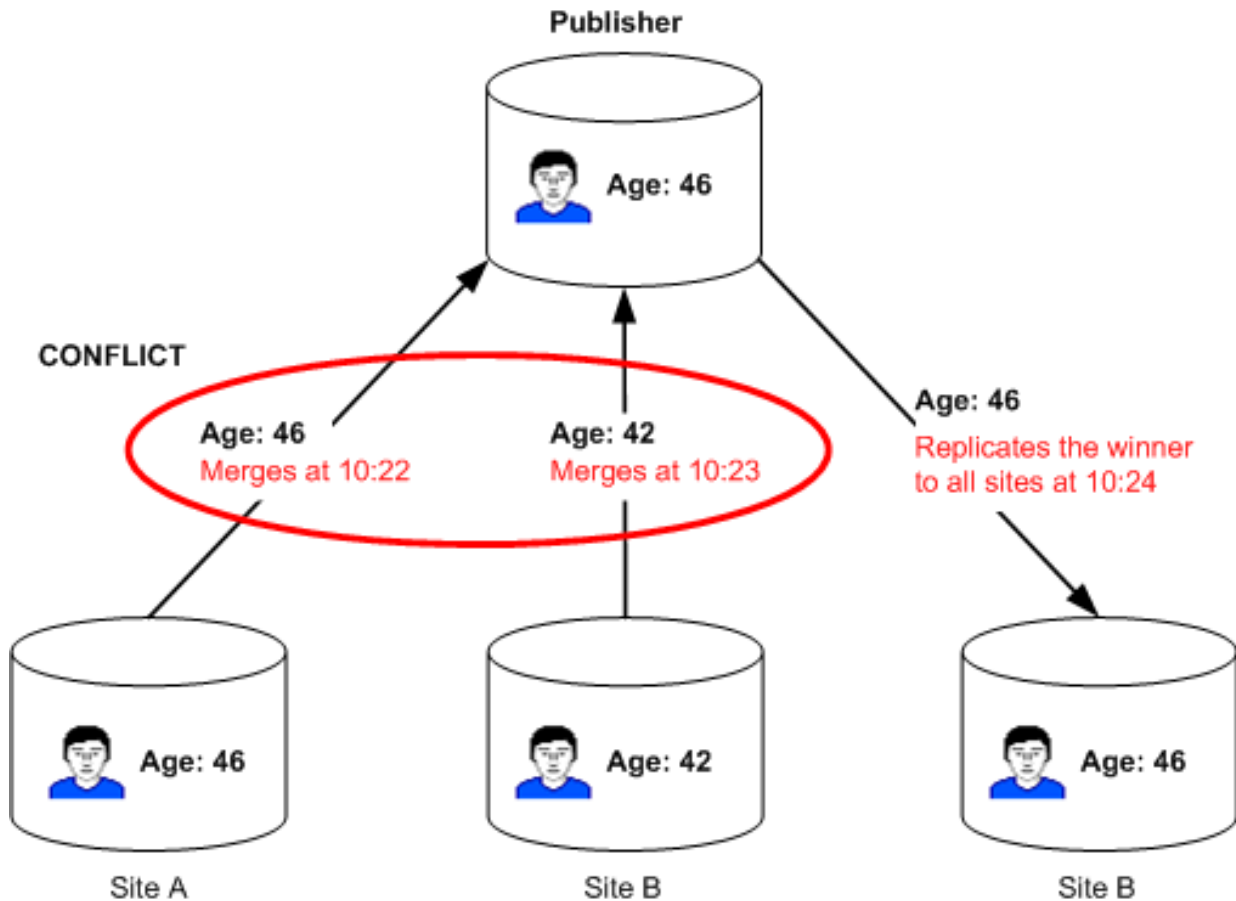 Publisher
Age: 46
CONFLICT
Age: 46
Merges at 10:22
Age: 42
Merges at 10:23
Age: 46
Replicates the winner
to all sites at 10:24
Age: 46
Age: 42
Age: 46
Site A
Site B
Site B